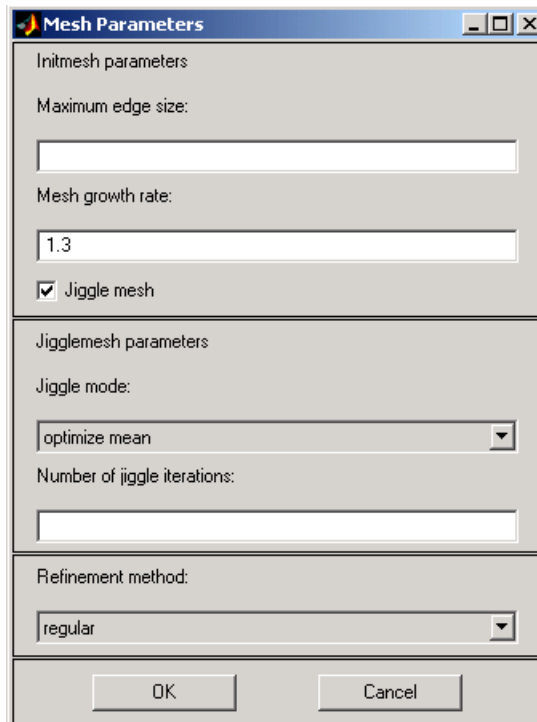 Mesh Parameters
Initmesh parameters
Maximum edge size:
Mesh growth rate:
1.3
Jiggle mesh
Jigglemesh parameters
Jiggle mode:
optimize mean
Number of jiggle iterations:
Refinement method:
regular
OK Cancel